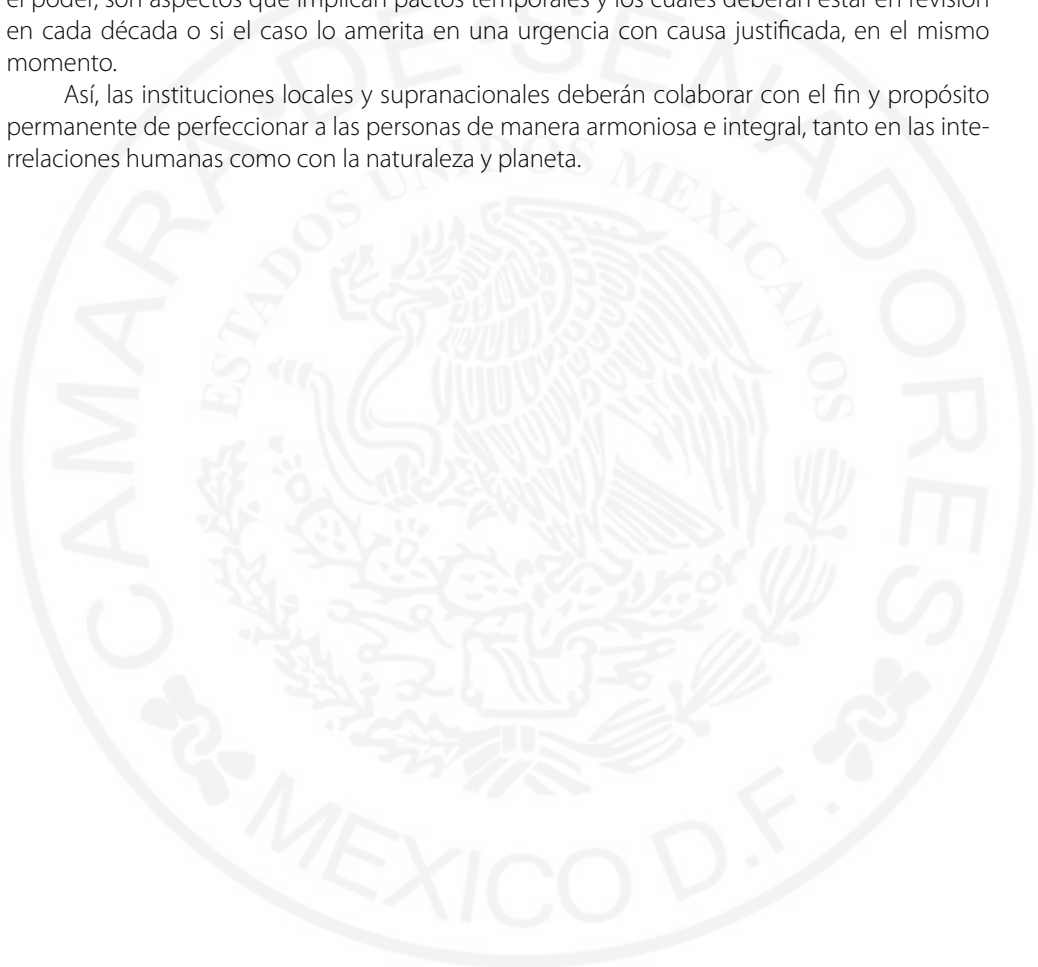 el poder, son aspectos que implican pactos temporales y los cuales deberán estar en revisión
en cada década o si el caso lo amerita en una urgencia con causa justificada, en el mismo
momento.
Así, las instituciones locales y supranacionales deberán colaborar con el fin y propósito
permanente de perfeccionar a las personas de manera armoniosa e integral, tanto en las inte-
rrelaciones humanas como con la naturaleza y planeta.
CAMARA DE SENADORES
ESTADOS UNIDOS MEXICANOS
MEXICO D.F.